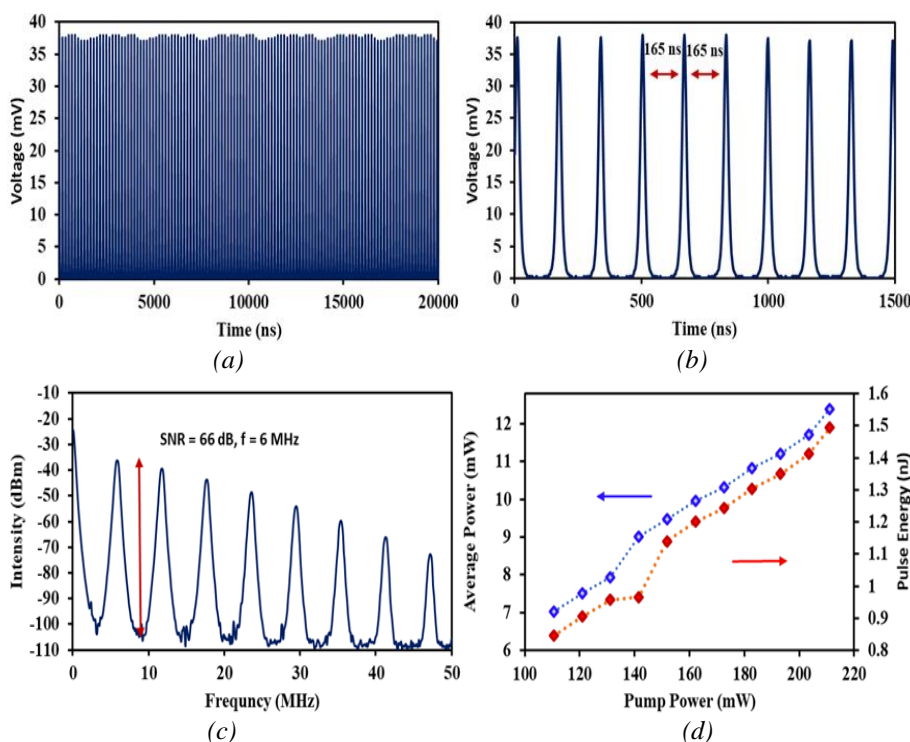 40
35
30
25
20
15
10
5
0
Voltage (mV)
0 5000 10000 15000 20000
Time (ns)
(a)
40
35
30
25
20
15
10
5
0
Voltage (mV)
165 ns 165 ns
0 500 1000 1500
Time (ns)
(b)
-10
-20
-30
-40
-50
-60
-70
-80
-90
-100
-110
Intensity (dBm)
SNR = 66 dB, f = 6 MHz
0 10 20 30 40 50
Frequncy (MHz)
(c)
12
11
10
9
8
7
6
Average Power (mW)
1.6
1.5
1.4
1.3
1.2
1.1
1
0.9
0.8
Pulse Energy (nJ)
100 120 140 160 180 200 220
Pump Power (mW)
(d)